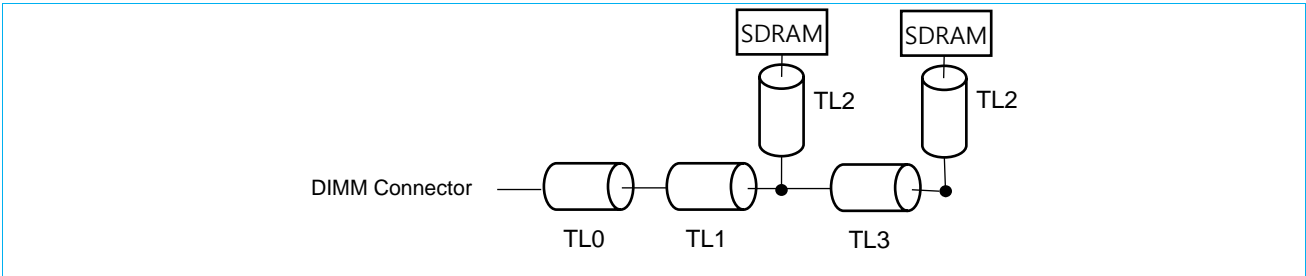 SDRAM
SDRAM
TL2
TL2
DIMM Connector
TL0
TL1
TL3